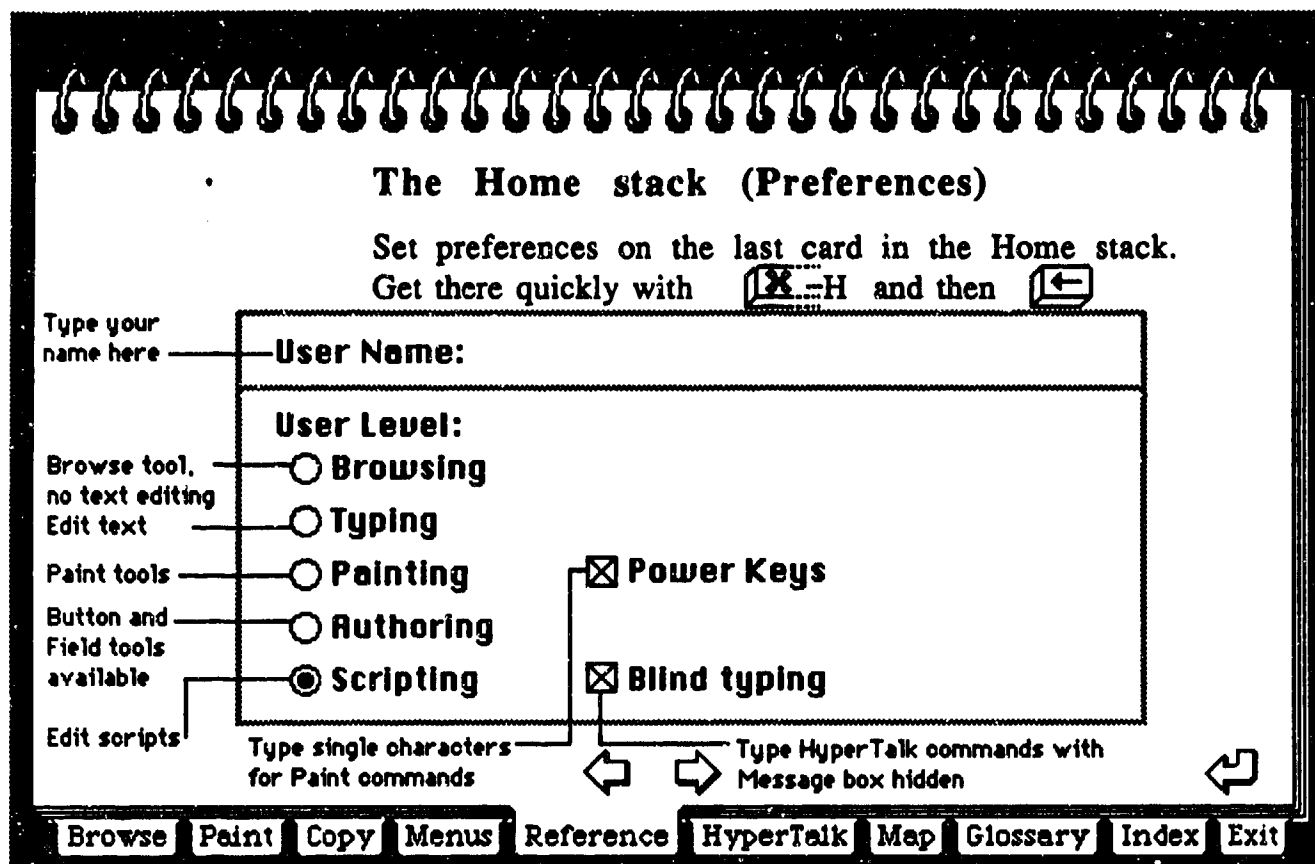 The Home stack (Preferences)
Set preferences on the last card in the Home stack.
Get there quickly with ⌘-H and then ←
Type your
name here
User Name:
User Level:
Browse tool,
no text editing
Browsing
Edit text
Typing
Paint tools
Painting
Power Keys
Button and
Field tools
available
Authoring
Scripting
Blind typing
Edit scripts
Type single characters
for Paint commands
Type HyperTalk commands with
Message box hidden
Browse Paint Copy Menus Reference HyperTalk Map Glossary Index Exit